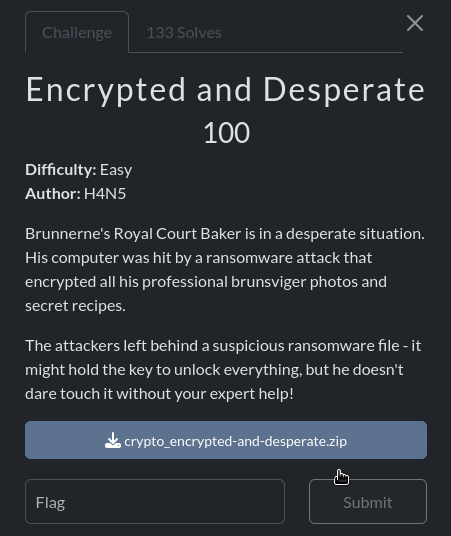 Challenge
133 Solves
Encrypted and Desperate
100
Difficulty: Easy
Author: H4N5
Brunnerne's Royal Court Baker is in a desperate situation.
His computer was hit by a ransomware attack that
encrypted all his professional brunsviger photos and
secret recipes.
The attackers left behind a suspicious ransomware file - it
might hold the key to unlock everything, but he doesn't
dare touch it without your expert help!
crypto_encrypted-and-desperate.zip
Flag
Submit